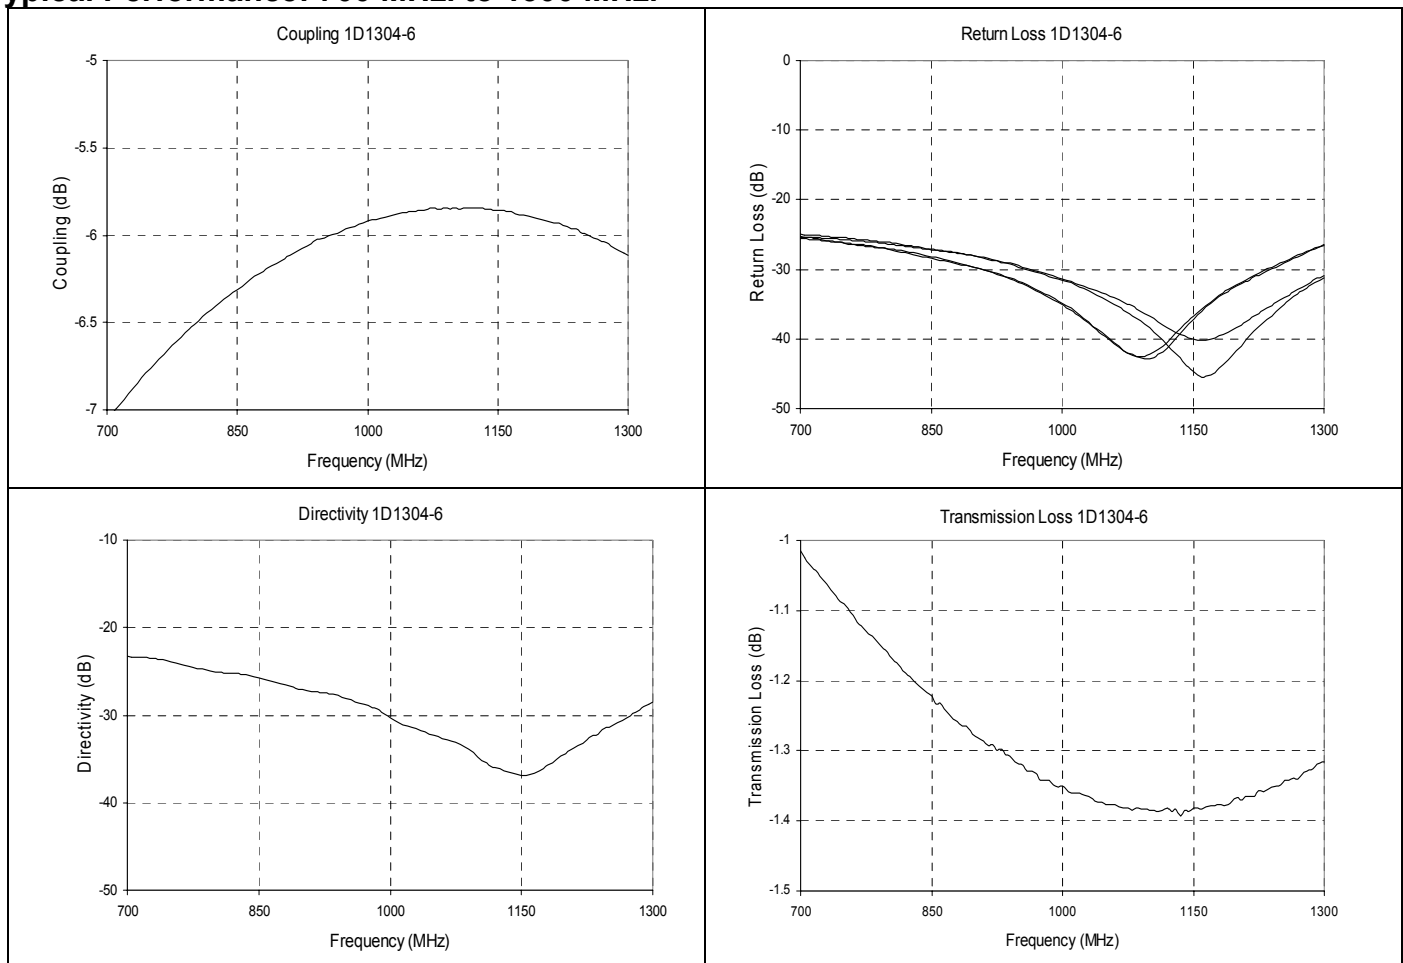 Coupling 1D1304-6
-5
-5.5
-6
-6.5
-7
Coupling (dB)
700 850 1000 1150 1300
Frequency (MHz)
Return Loss 1D1304-6
0
-10
-20
-30
-40
-50
Return Loss (dB)
700 850 1000 1150 1300
Frequency (MHz)
Directivity 1D1304-6
-10
-20
-30
-40
-50
Directivity (dB)
700 850 1000 1150 1300
Frequency (MHz)
Transmission Loss 1D1304-6
-1
-1.1
-1.2
-1.3
-1.4
-1.5
Transmission Loss (dB)
700 850 1000 1150 1300
Frequency (MHz)